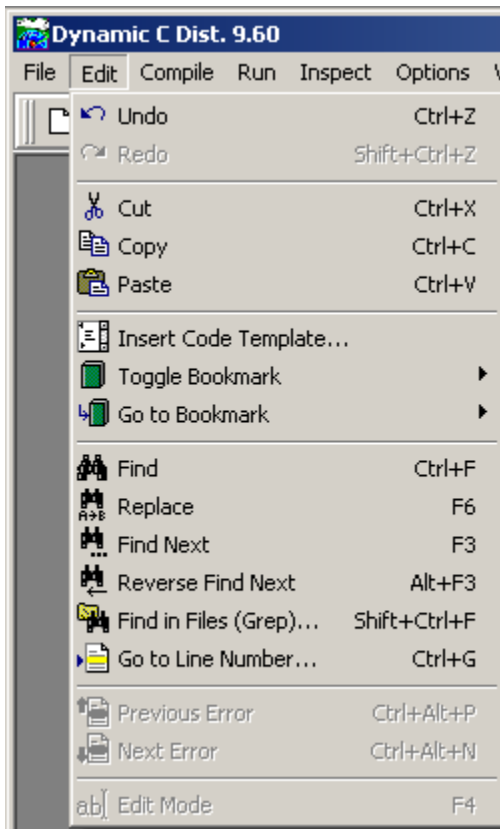 Dynamic C Dist. 9.60
File Edit Compile Run Inspect Options
Undo Ctrl+Z
Redo Shift+Ctrl+Z
Cut Ctrl+X
Copy Ctrl+C
Paste Ctrl+V
Insert Code Template...
Toggle Bookmark
Go to Bookmark
Find Ctrl+F
Replace F6
Find Next F3
Reverse Find Next Alt+F3
Find in Files (Grep)... Shift+Ctrl+F
Go to Line Number... Ctrl+G
Previous Error Ctrl+Alt+P
Next Error Ctrl+Alt+N
Edit Mode F4